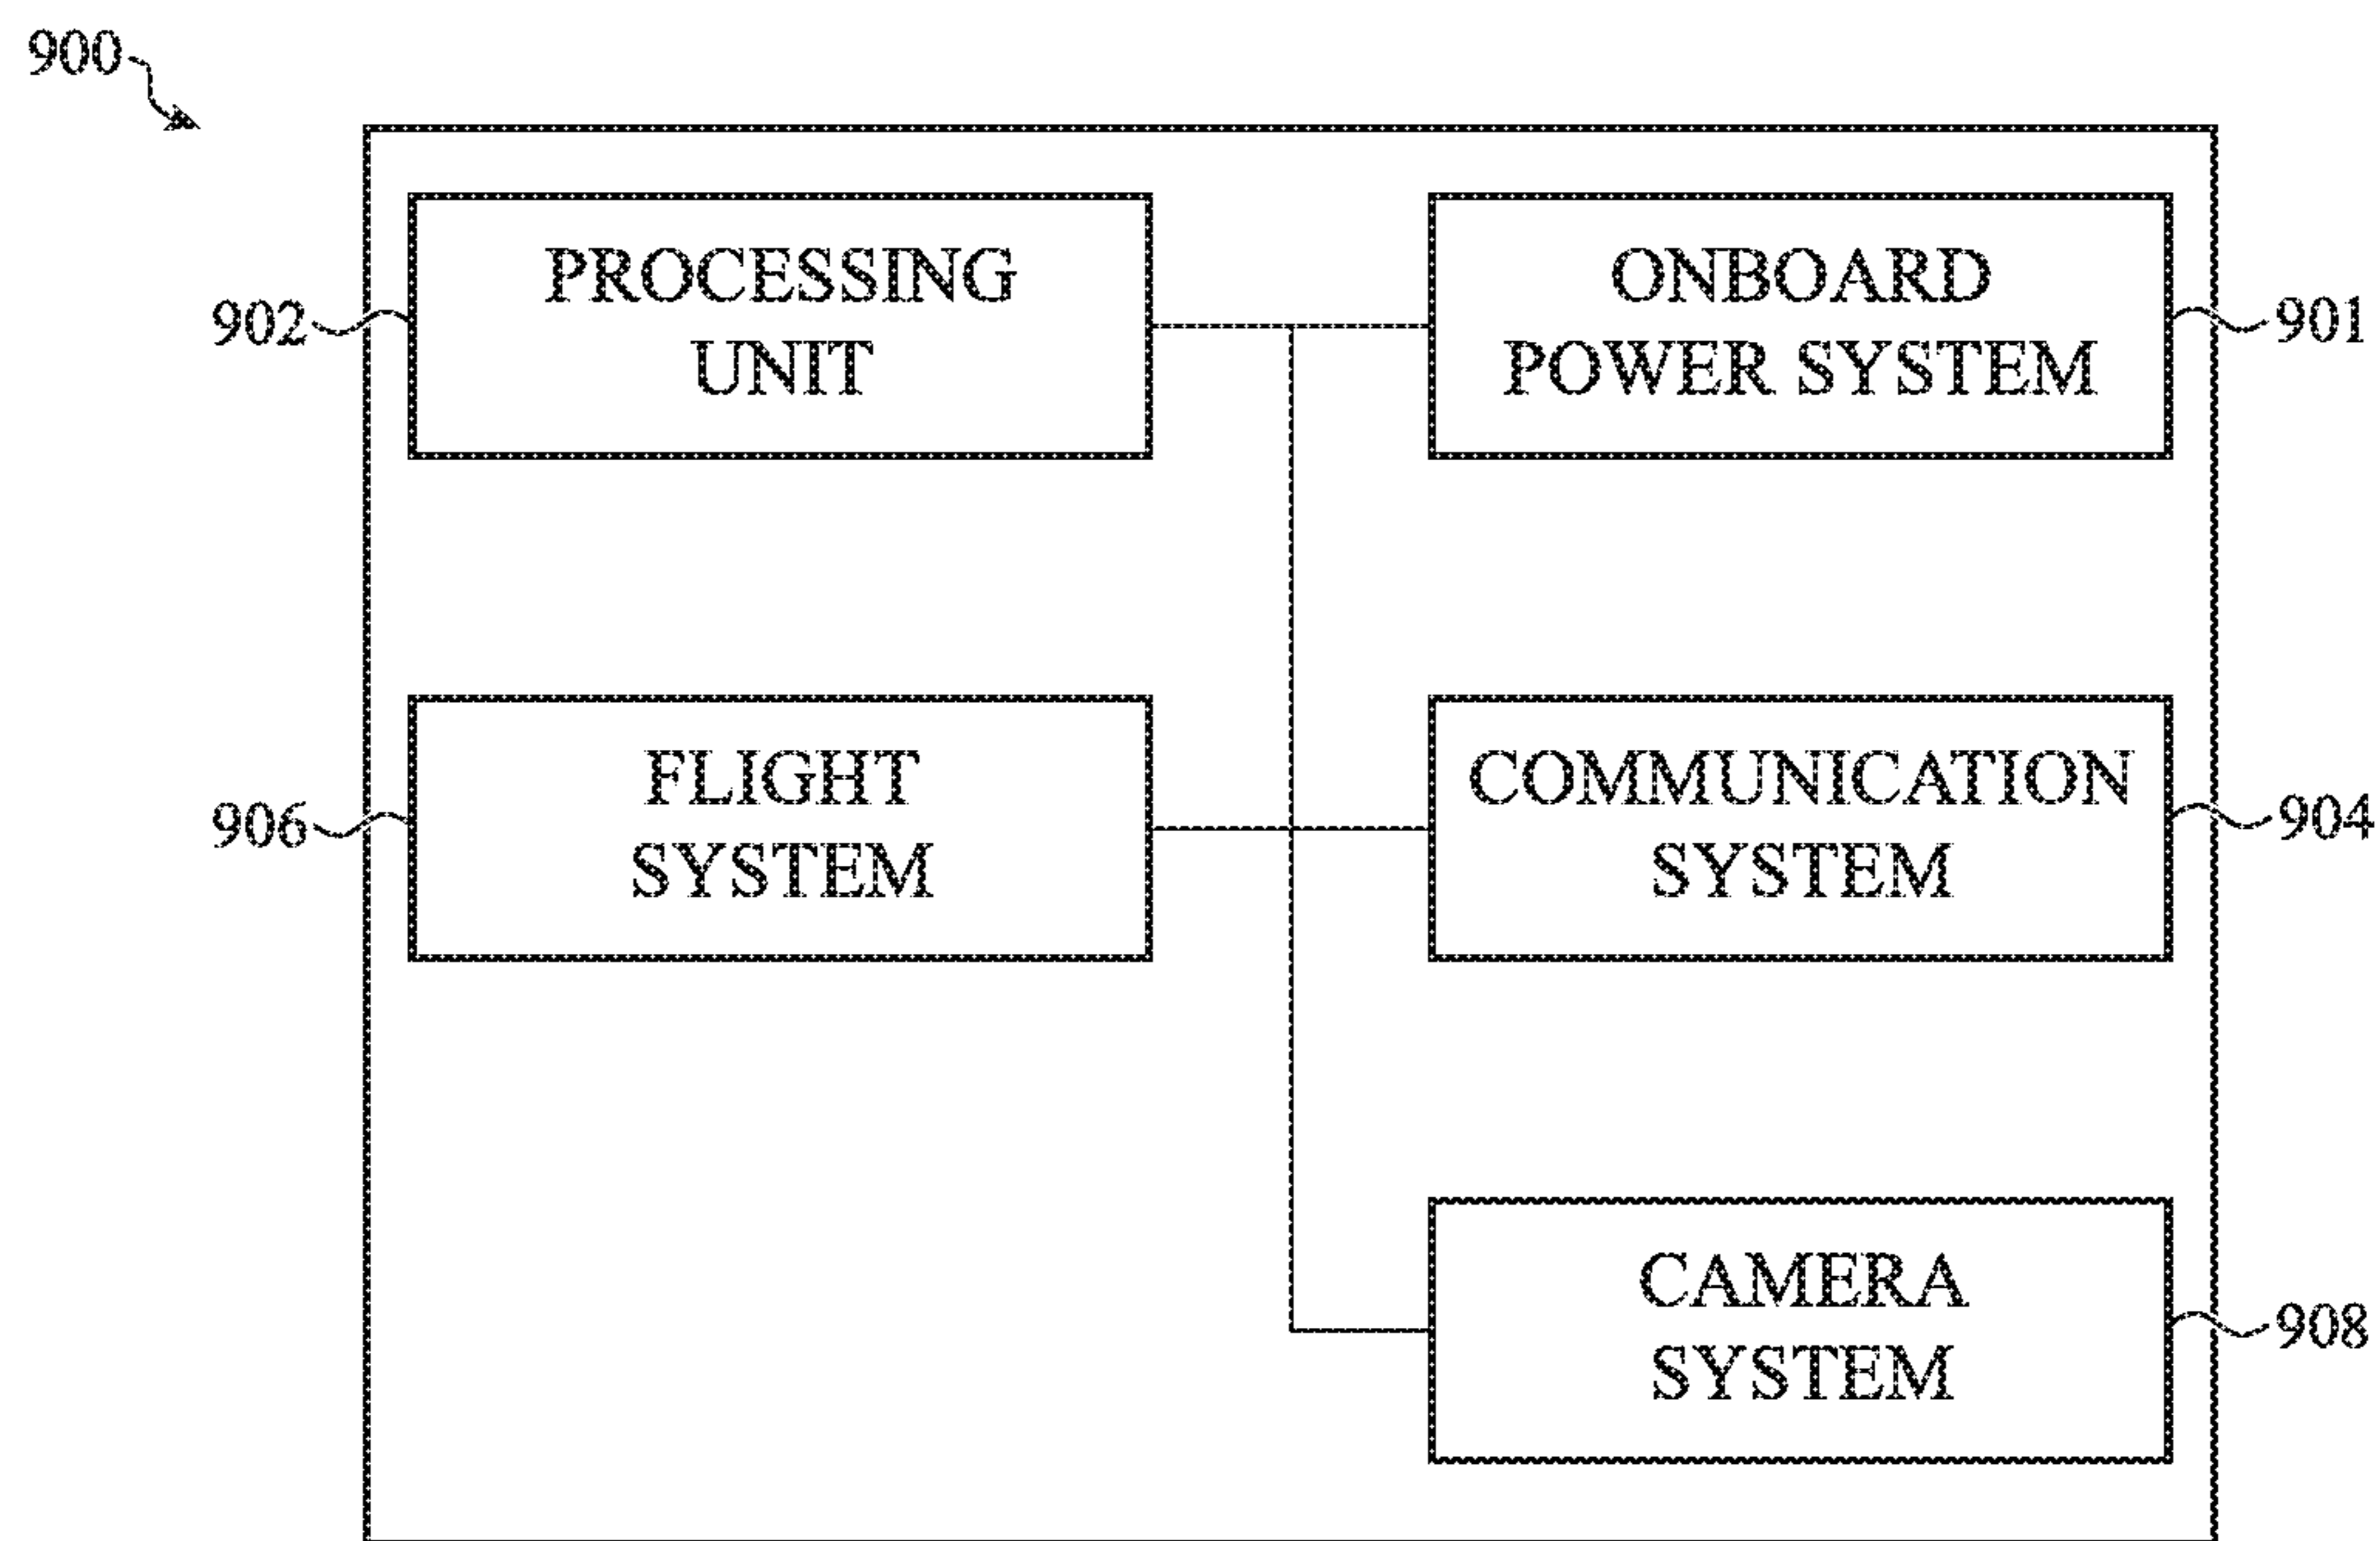 900
PROCESSING
UNIT
902
ONBOARD
POWER SYSTEM
901
FLIGHT
SYSTEM
906
COMMUNICATION
SYSTEM
904
CAMERA
SYSTEM
908